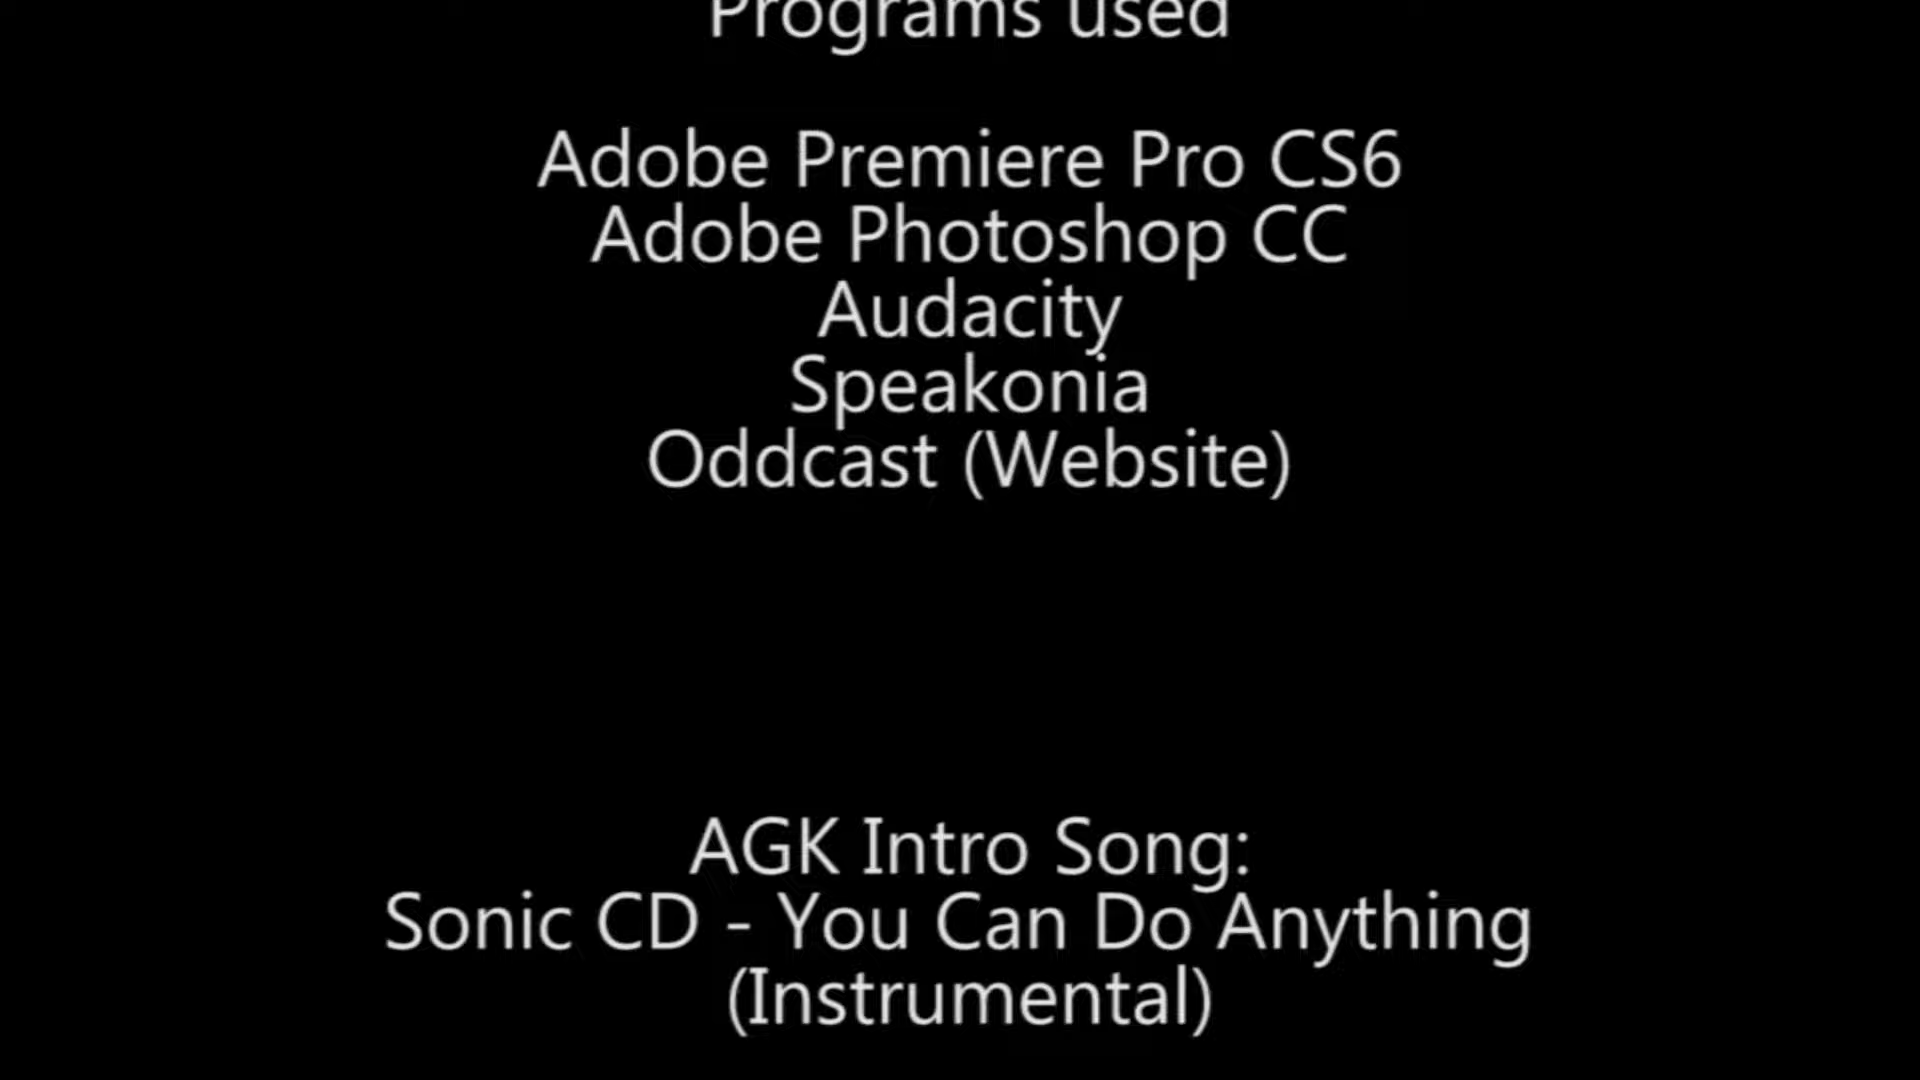 Programs used
Adobe Premiere Pro CS6
Adobe Photoshop CC
Audacity
Speakonia
Oddcast (Website)
AGK Intro Song:
Sonic CD - You Can Do Anything
(Instrumental)